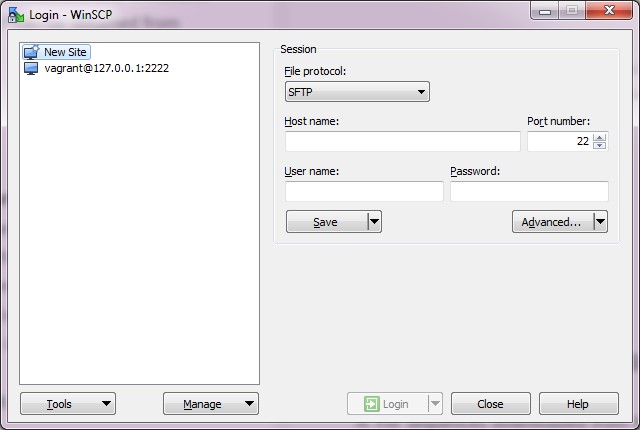 Login - WinSCP
New Site
vagrant@127.0.0.1:2222
Session
File protocol:
SFTP
Host name:
Port number:
22
User name:
Password:
Save
Advanced...
Tools
Manage
Login
Close
Help